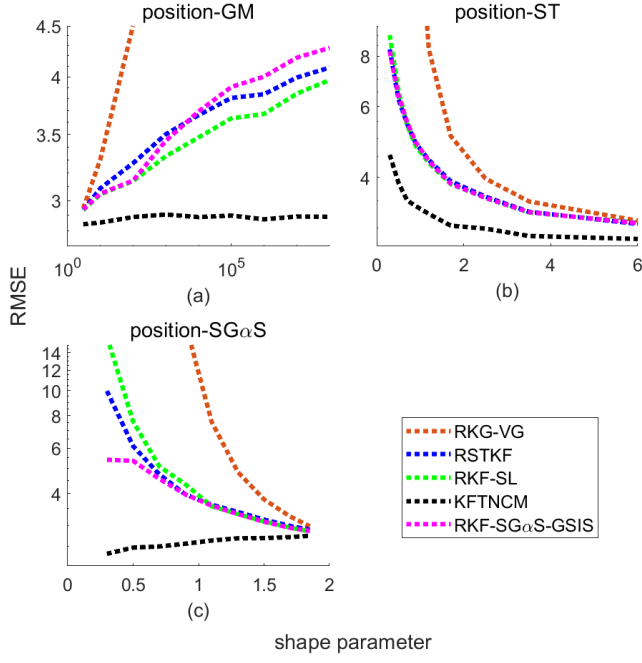 position-GM
position-ST
4.5
4
3.5
3
10^0
10^5
(a)
8
6
4
0
2
4
6
(b)
RMSE
position-SGαS
14
12
10
8
6
4
0
0.5
1
1.5
2
(c)
RKG-VG
RSTKF
RKF-SL
KFTNCM
RKF-SGαS-GSIS
shape parameter